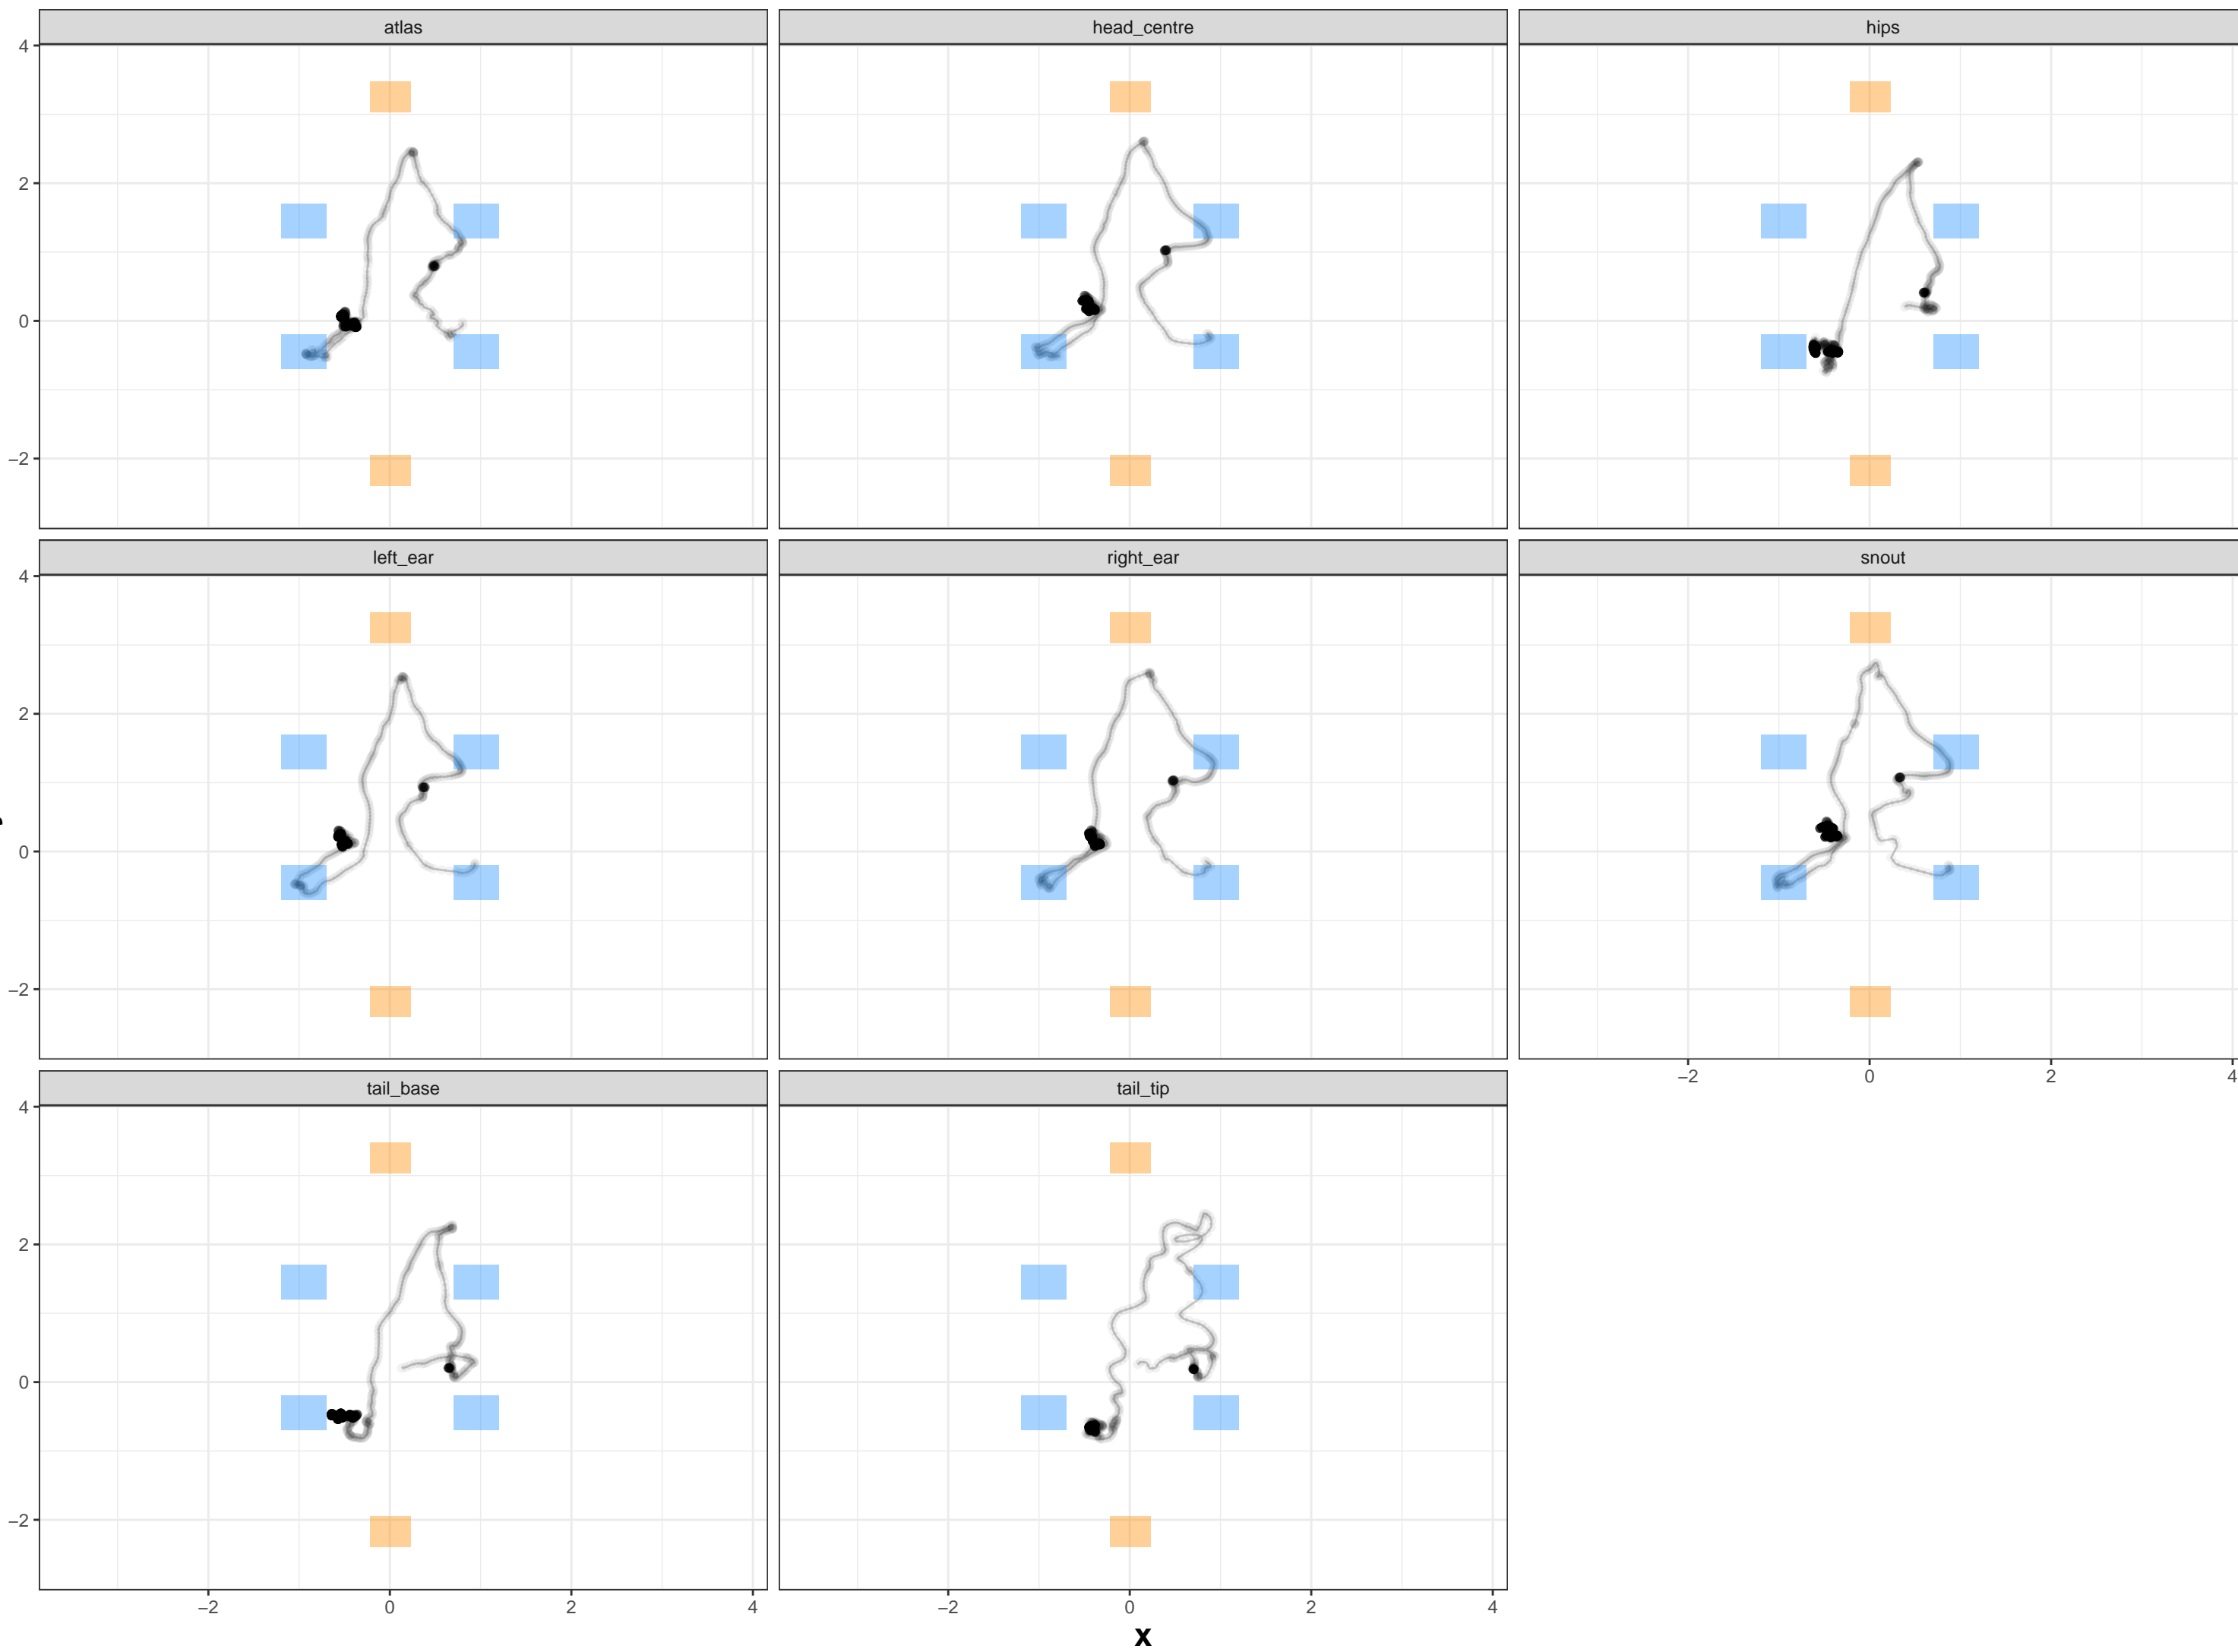 atlas head_centre hips
4
2
0
−2
left_ear right_ear snout
4
2
0
−2
−2 0 2 4
tail_base tail_tip
4
2
0
−2
−2 0 2 4 −2 0 2 4
x